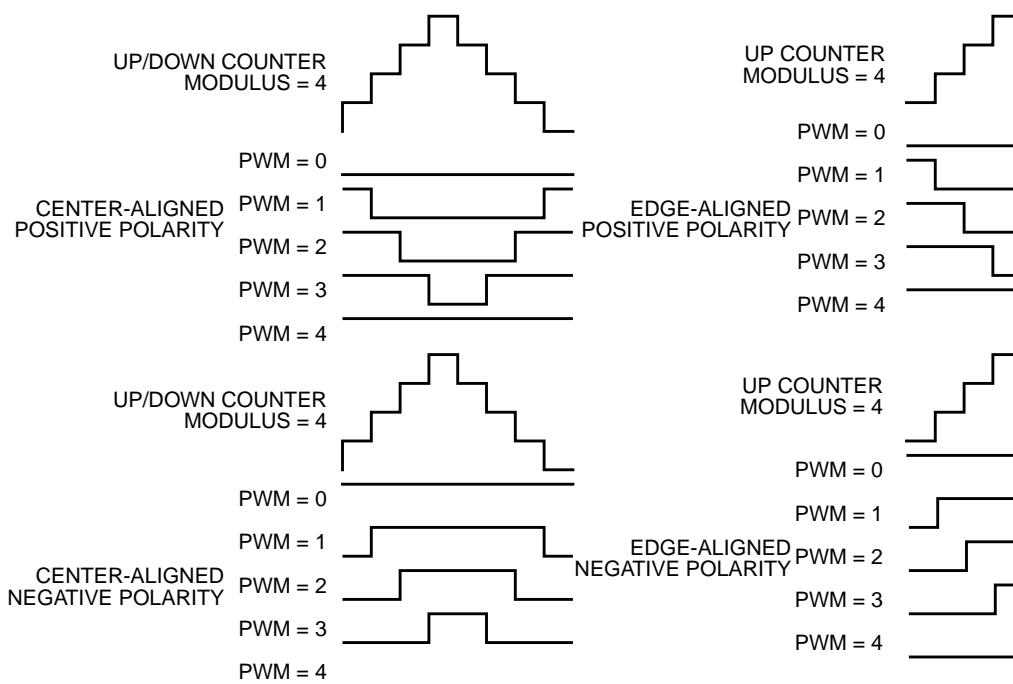 UP/DOWN COUNTER
MODULUS = 4
PWM = 0
PWM = 1
CENTER-ALIGNED
POSITIVE POLARITY
PWM = 2
PWM = 3
PWM = 4
UP COUNTER
MODULUS = 4
PWM = 0
PWM = 1
EDGE-ALIGNED
POSITIVE POLARITY
PWM = 2
PWM = 3
PWM = 4
UP/DOWN COUNTER
MODULUS = 4
PWM = 0
PWM = 1
CENTER-ALIGNED
NEGATIVE POLARITY
PWM = 2
PWM = 3
PWM = 4
UP COUNTER
MODULUS = 4
PWM = 0
PWM = 1
EDGE-ALIGNED
NEGATIVE POLARITY
PWM = 2
PWM = 3
PWM = 4